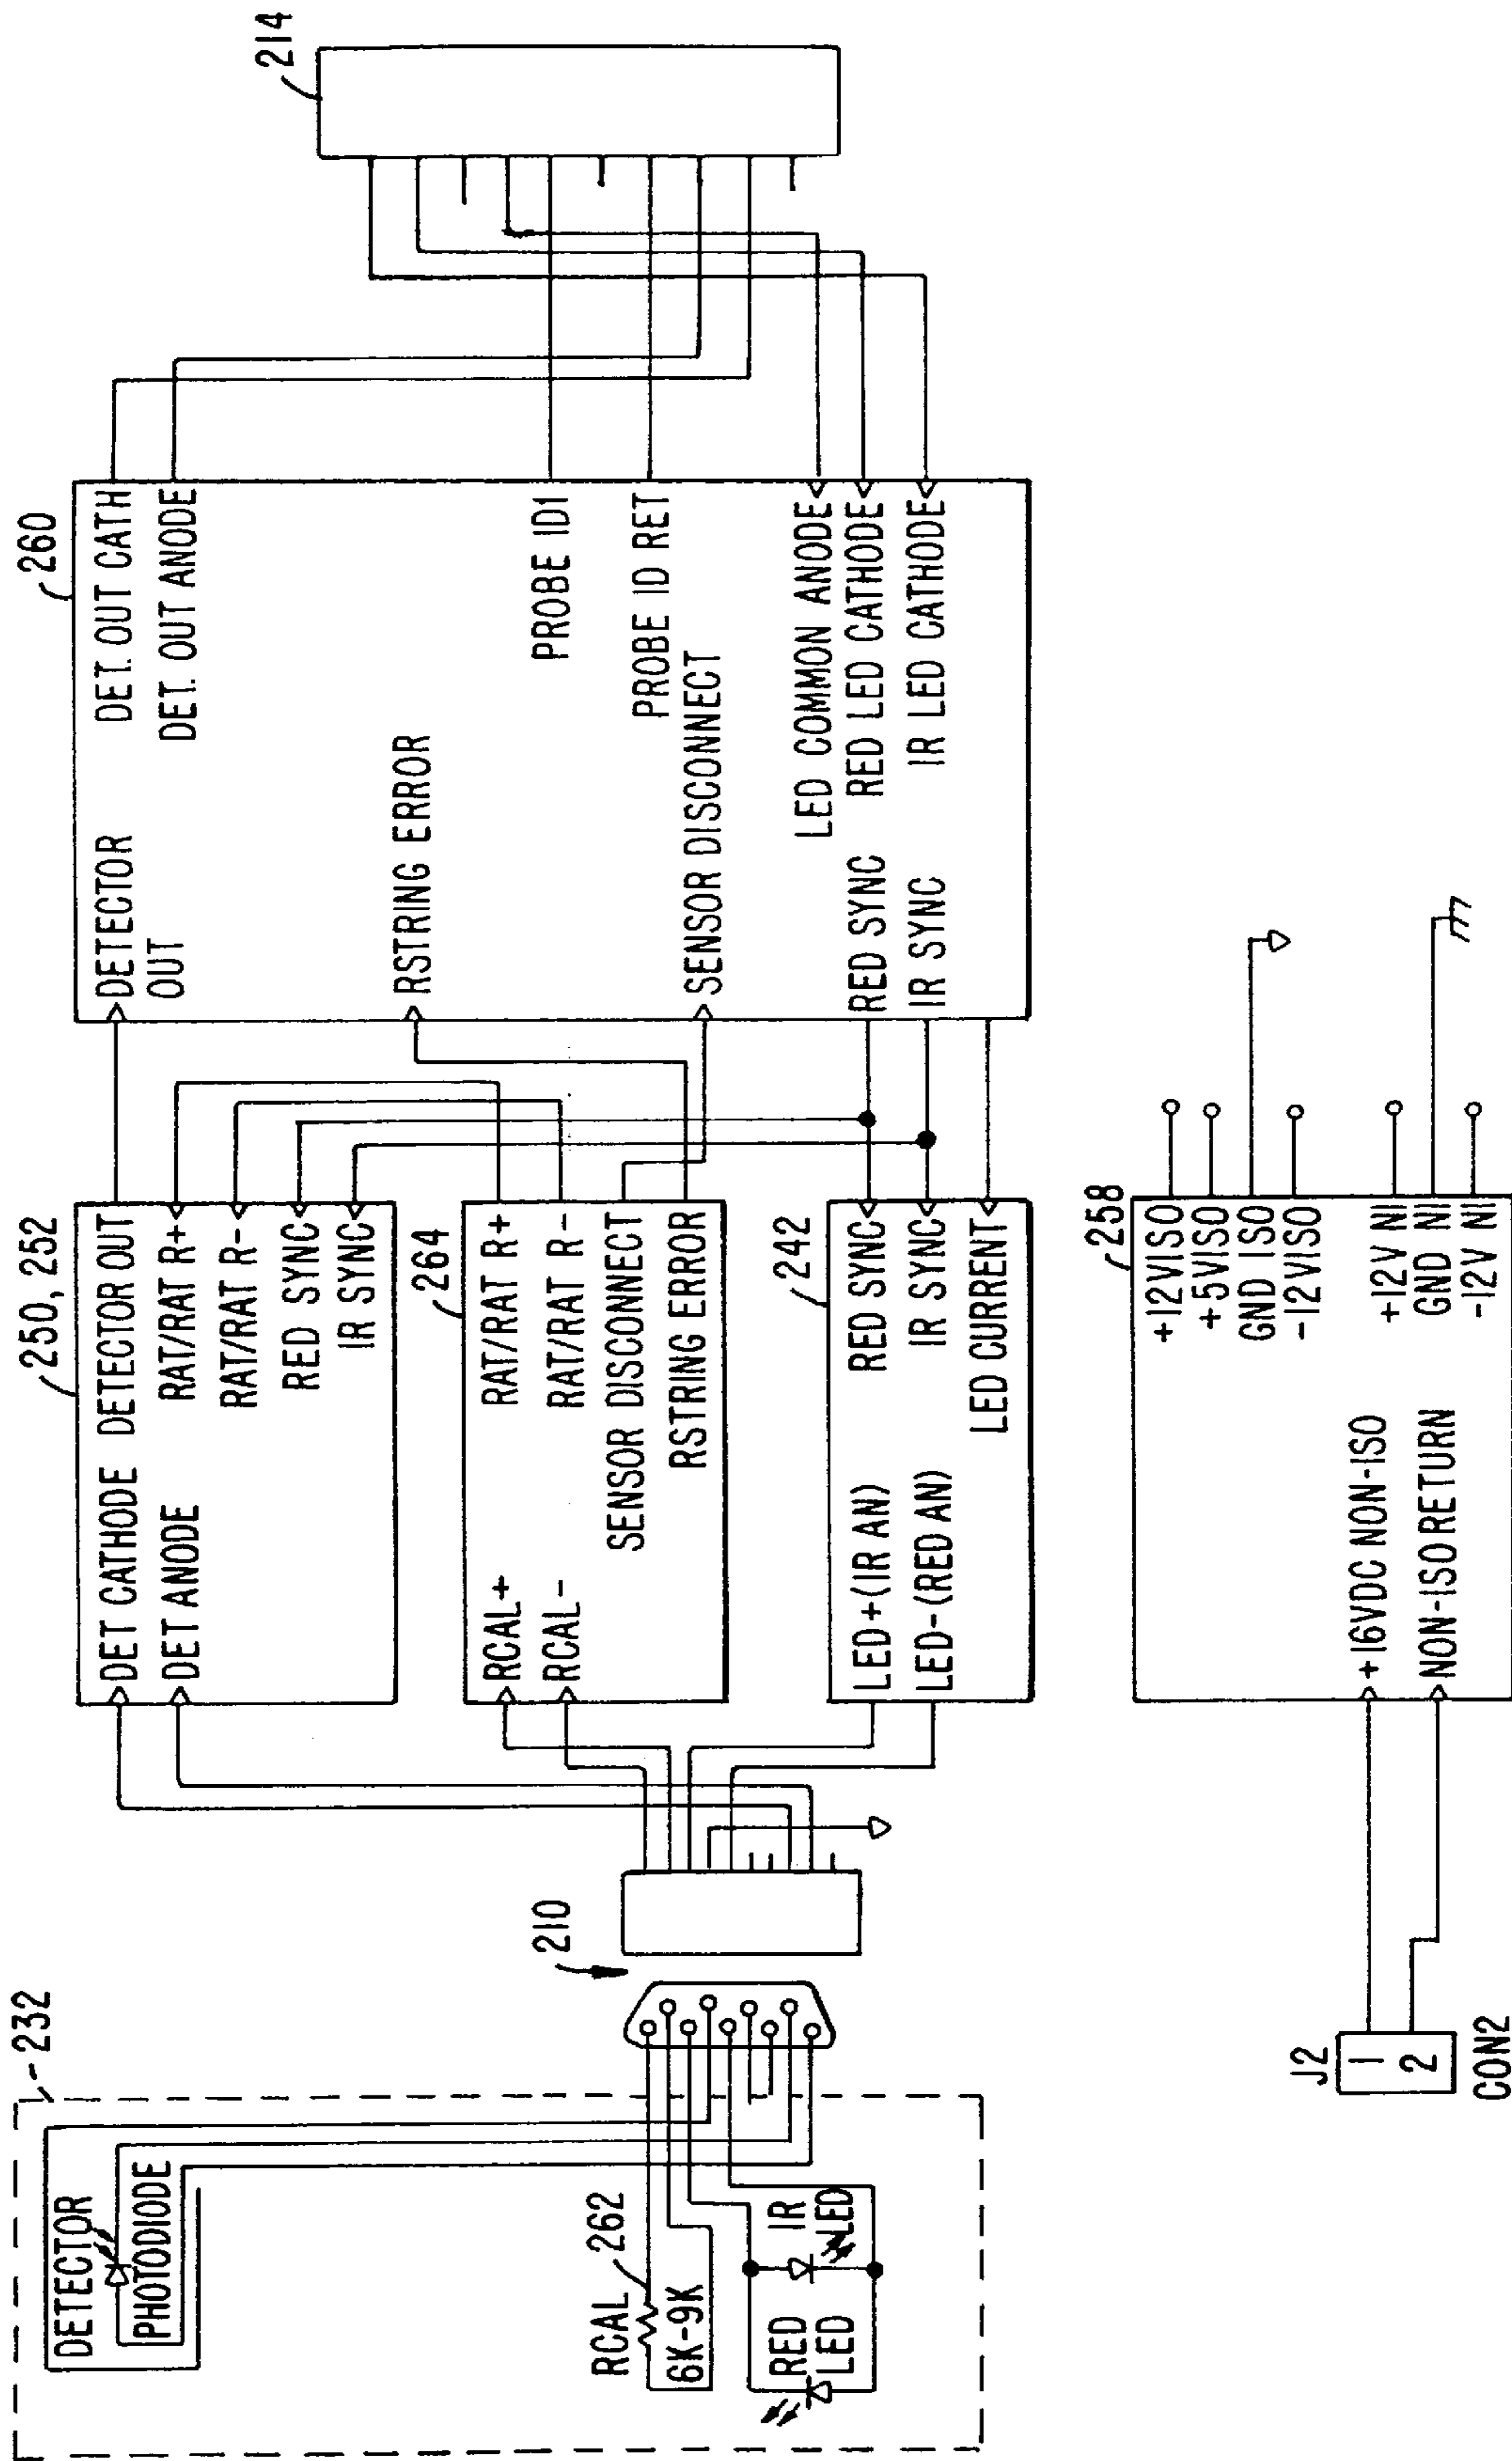 232
DETECTOR
PHOTODIODE
RCAL
262
6K-9K
RED
LED
IR
LED
210
250, 252
DET CATHODE DETECTOR OUT
DET ANODE
RAT/RAT R+
RAT/RAT R-
RED SYNC
IR SYNC
264
RCAL+
RCAL-
RAT/RAT R+
RAT/RAT R-
SENSOR DISCONNECT
RSTRING ERROR
242
LED+(IR AN)
LED-(RED AN)
RED SYNC
IR SYNC
LED CURRENT
260
DETECTOR
OUT
DET. OUT CATH
DET. OUT ANODE
RSTRING ERROR
PROBE ID1
PROBE ID RET
SENSOR DISCONNECT
LED COMMON ANODE
RED SYNC RED LED CATHODE
IR SYNC IR LED CATHODE
214
J2
1
2
CON2
258
+16VDC NON-ISO
NON-ISO RETURN
+12VISO
+5VISO
GND ISO
-12VISO
+12V NI
GND NI
-12V NI